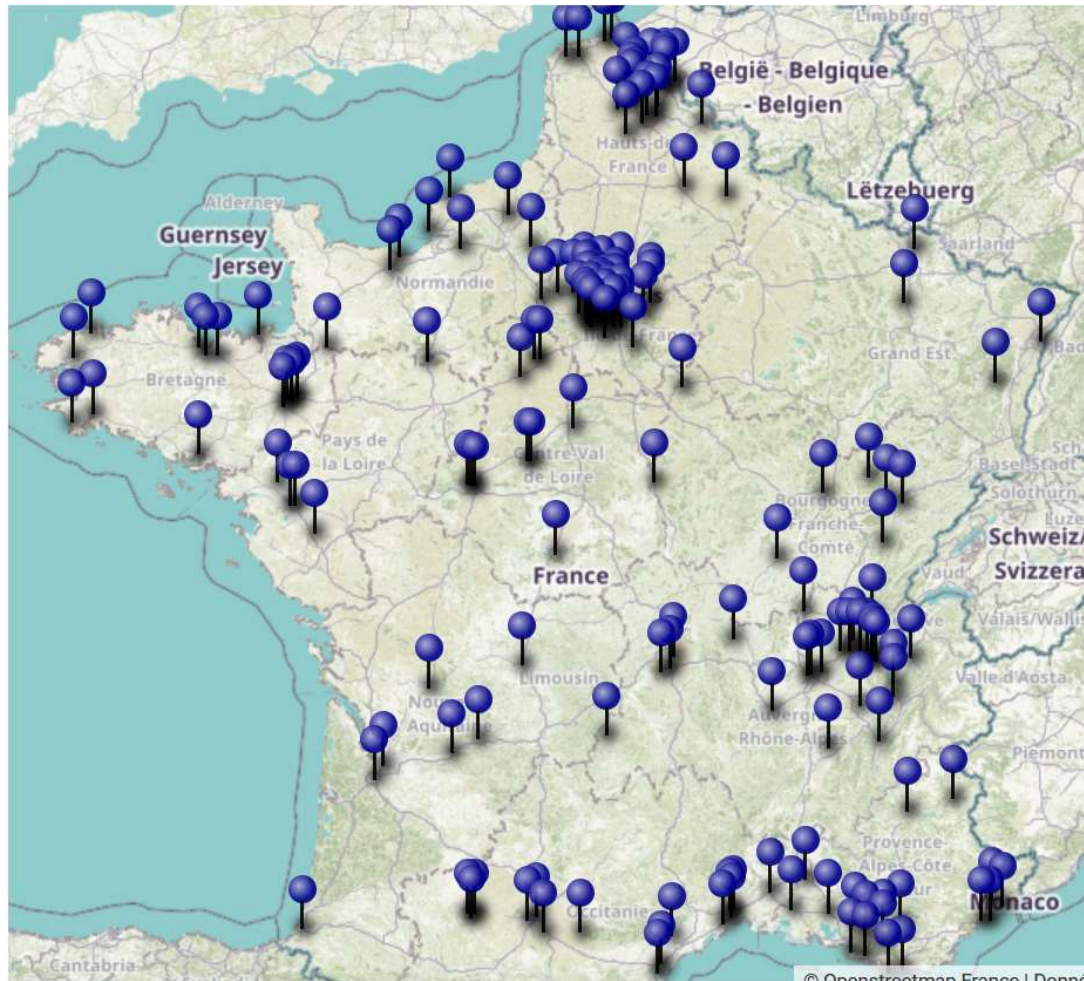 Limburg
België - Belgique
- Belgien
Hauts-de
France
Lëtzebuerg
Alderney
Guernsey
Jersey
Saarland
Normandie
Grand Est
Bretagne
Pays de
la Loire
Centre-Val
de Loire
Basel-Stadt
Solothurn
Bourgogne
Franche-
Comté
Schweiz/
Svizzera
France
Vaud
Valais/Wallis
Limousin
Valle d'Aosta
Aquitaine
Auvergne
Rhône-Alpes
Piemont
Provence-
Alpes-Côte
Occitanie
Monaco
Cantabria
© Openstreetmap France | Donné